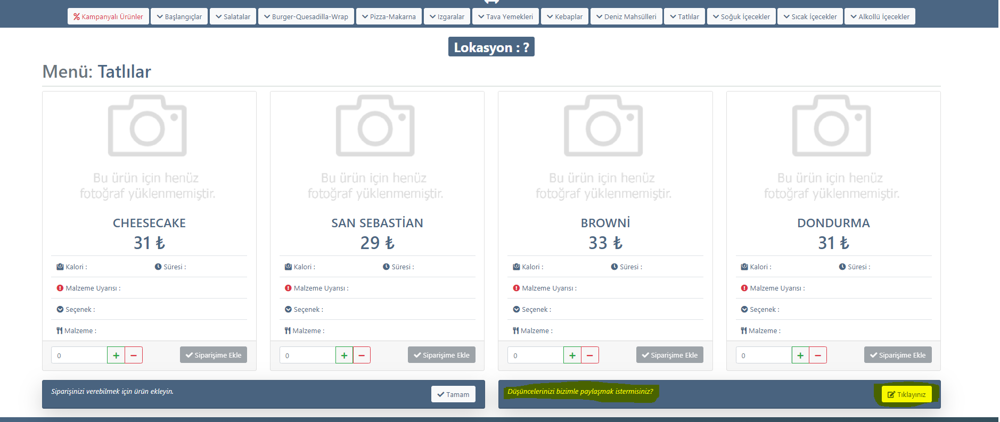 Kampanyalı Ürünler Başlangıçlar Salatalar Burger-Quesadilla-Wrap Pizza-Makarna Izgaralar Tava Yemekleri Kebaplar Deniz Mahsülleri Tatlılar Soğuk İçecekler Sıcak İçecekler Alkollü İçecekler
Lokasyon : ?
Menü: Tatlılar
Bu ürün için henüz
fotoğraf yüklenmemiştir.
CHEESECAKE
31 ₺
Kalori : Süresi :
Malzeme Uyarısı :
Seçenek :
Malzeme :
0 + − Siparişime Ekle
Bu ürün için henüz
fotoğraf yüklenmemiştir.
SAN SEBASTİAN
29 ₺
Kalori : Süresi :
Malzeme Uyarısı :
Seçenek :
Malzeme :
0 + − Siparişime Ekle
Bu ürün için henüz
fotoğraf yüklenmemiştir.
BROWNİ
33 ₺
Kalori : Süresi :
Malzeme Uyarısı :
Seçenek :
Malzeme :
0 + − Siparişime Ekle
Bu ürün için henüz
fotoğraf yüklenmemiştir.
DONDURMA
31 ₺
Kalori : Süresi :
Malzeme Uyarısı :
Seçenek :
Malzeme :
0 + − Siparişime Ekle
Siparişinizi verebilmek için ürün ekleyin. Tamam
Düşüncelerinizi bizimle paylaşmak istermisiniz? Tıklayınız